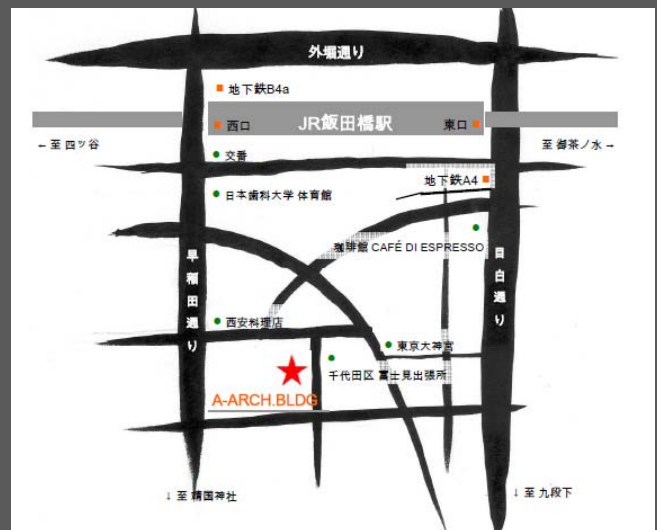 外堀通り
地下鉄B4a
西口
JR飯田橋駅
東口
←至 四ッ谷
至 御茶ノ水→
交番
地下鉄A4
日本歯科大学 体育館
珈琲館 CAFÉ DI ESPRESSO
早稲田通り
目白通り
西安料理店
東京大神宮
千代田区 富士見出張所
A-ARCH.BLDG
↓ 至 靖国神社
↓ 至 九段下